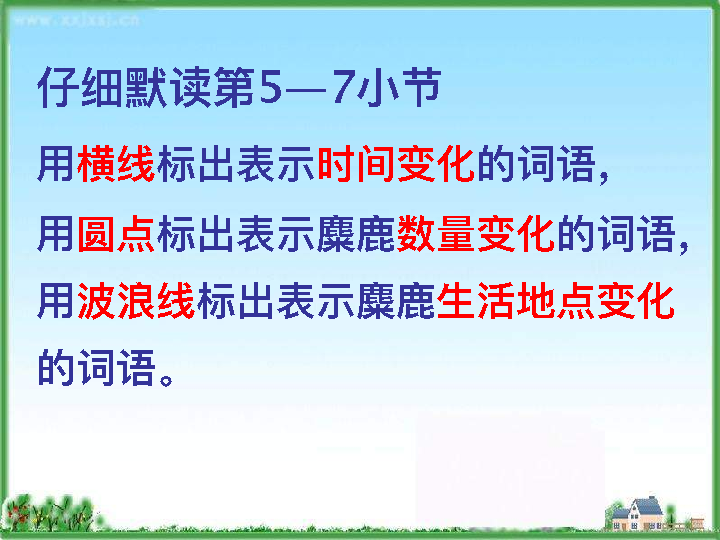 www.xxjxsj.cn
仔细默读第5—7小节
用横线标出表示时间变化的词语，
用圆点标出表示麋鹿数量变化的词语，
用波浪线标出表示麋鹿生活地点变化
的词语。